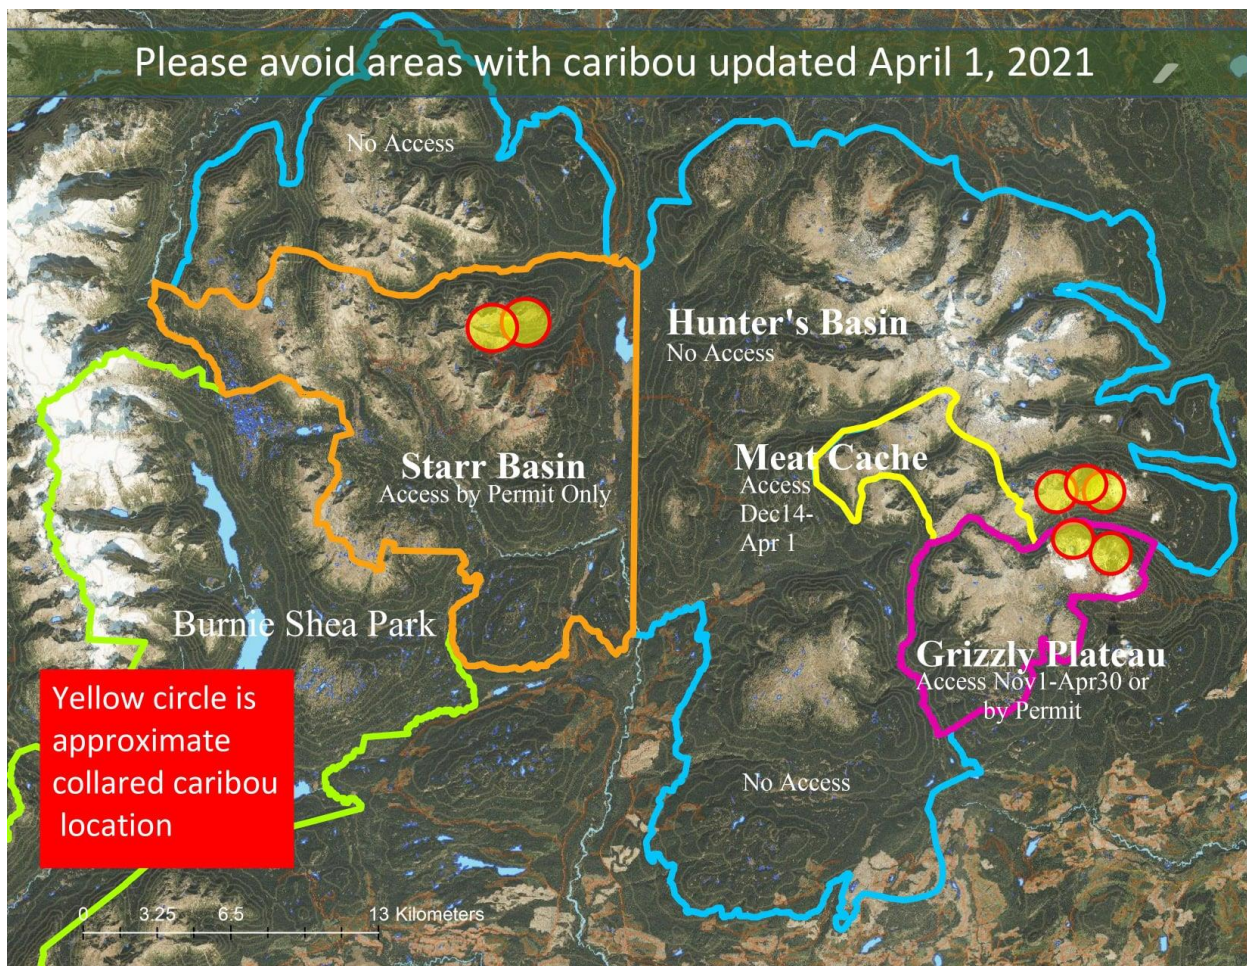 Please avoid areas with caribou updated April 1, 2021
No Access
Hunter's Basin
No Access
Starr Basin
Access by Permit Only
Meat Cache
Access
Dec14-
Apr 1
Burnie Shea Park
Grizzly Plateau
Access Nov1-Apr30 or
by Permit
No Access
Yellow circle is
approximate
collared caribou
location
0 3.25 6.5 13 Kilometers